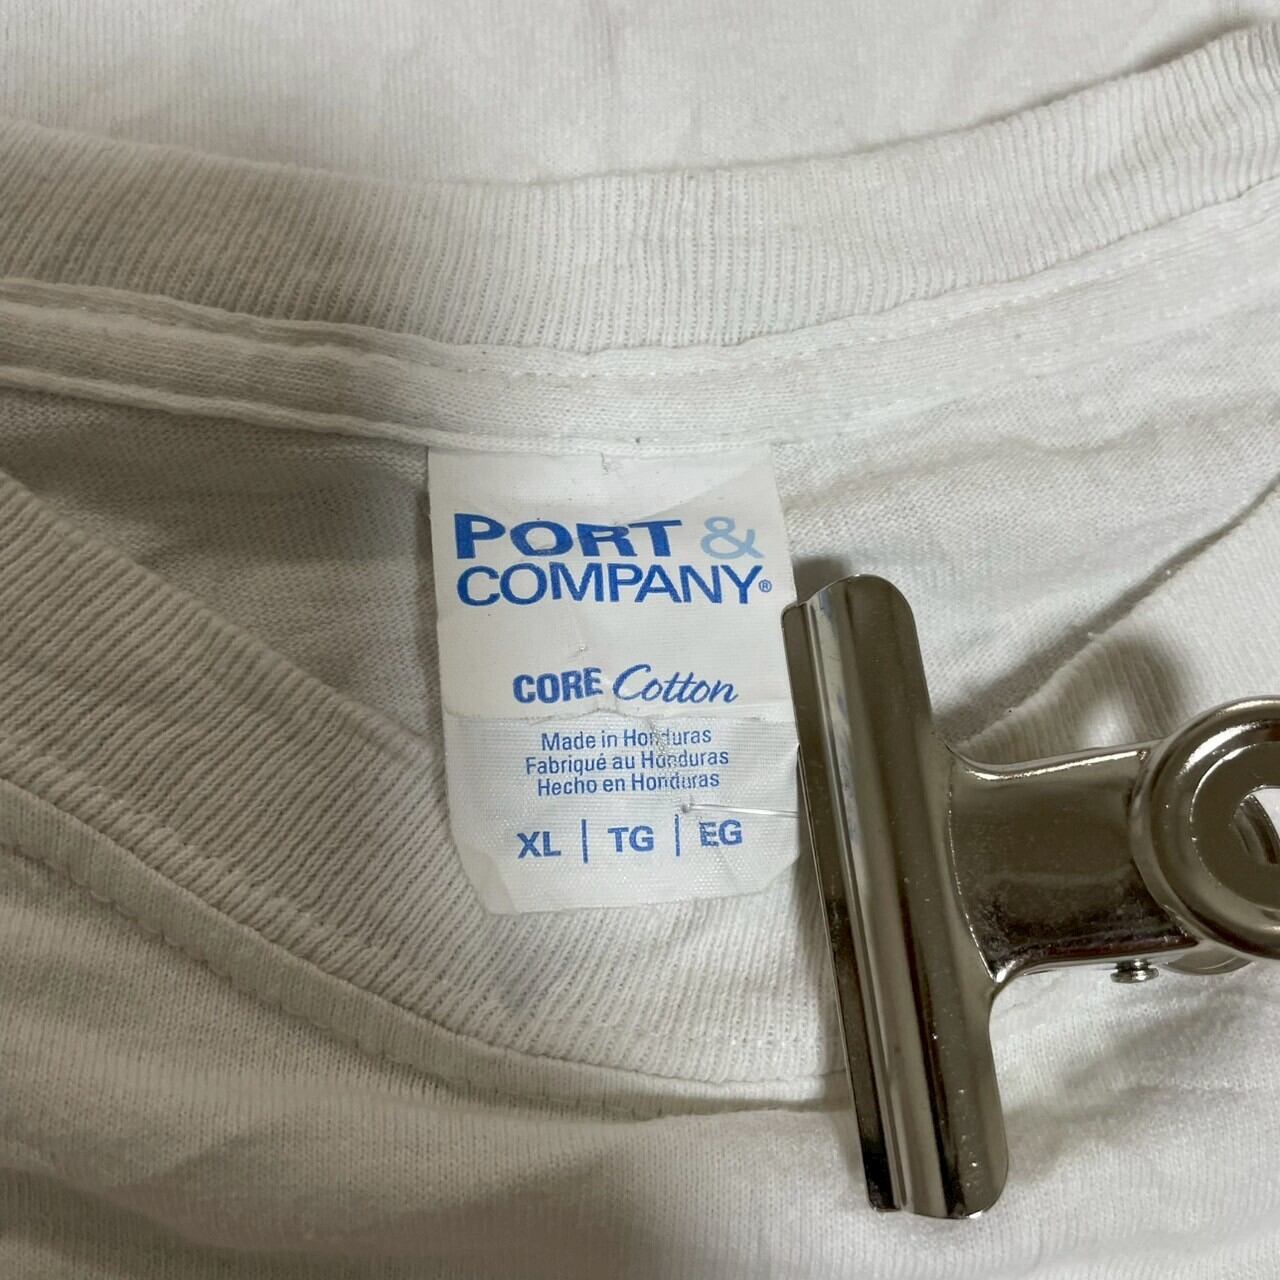 PORT &
COMPANY®
CORE Cotton
Made in Honduras
Fabriqué au Honduras
Hecho en Honduras
XL | TG | EG